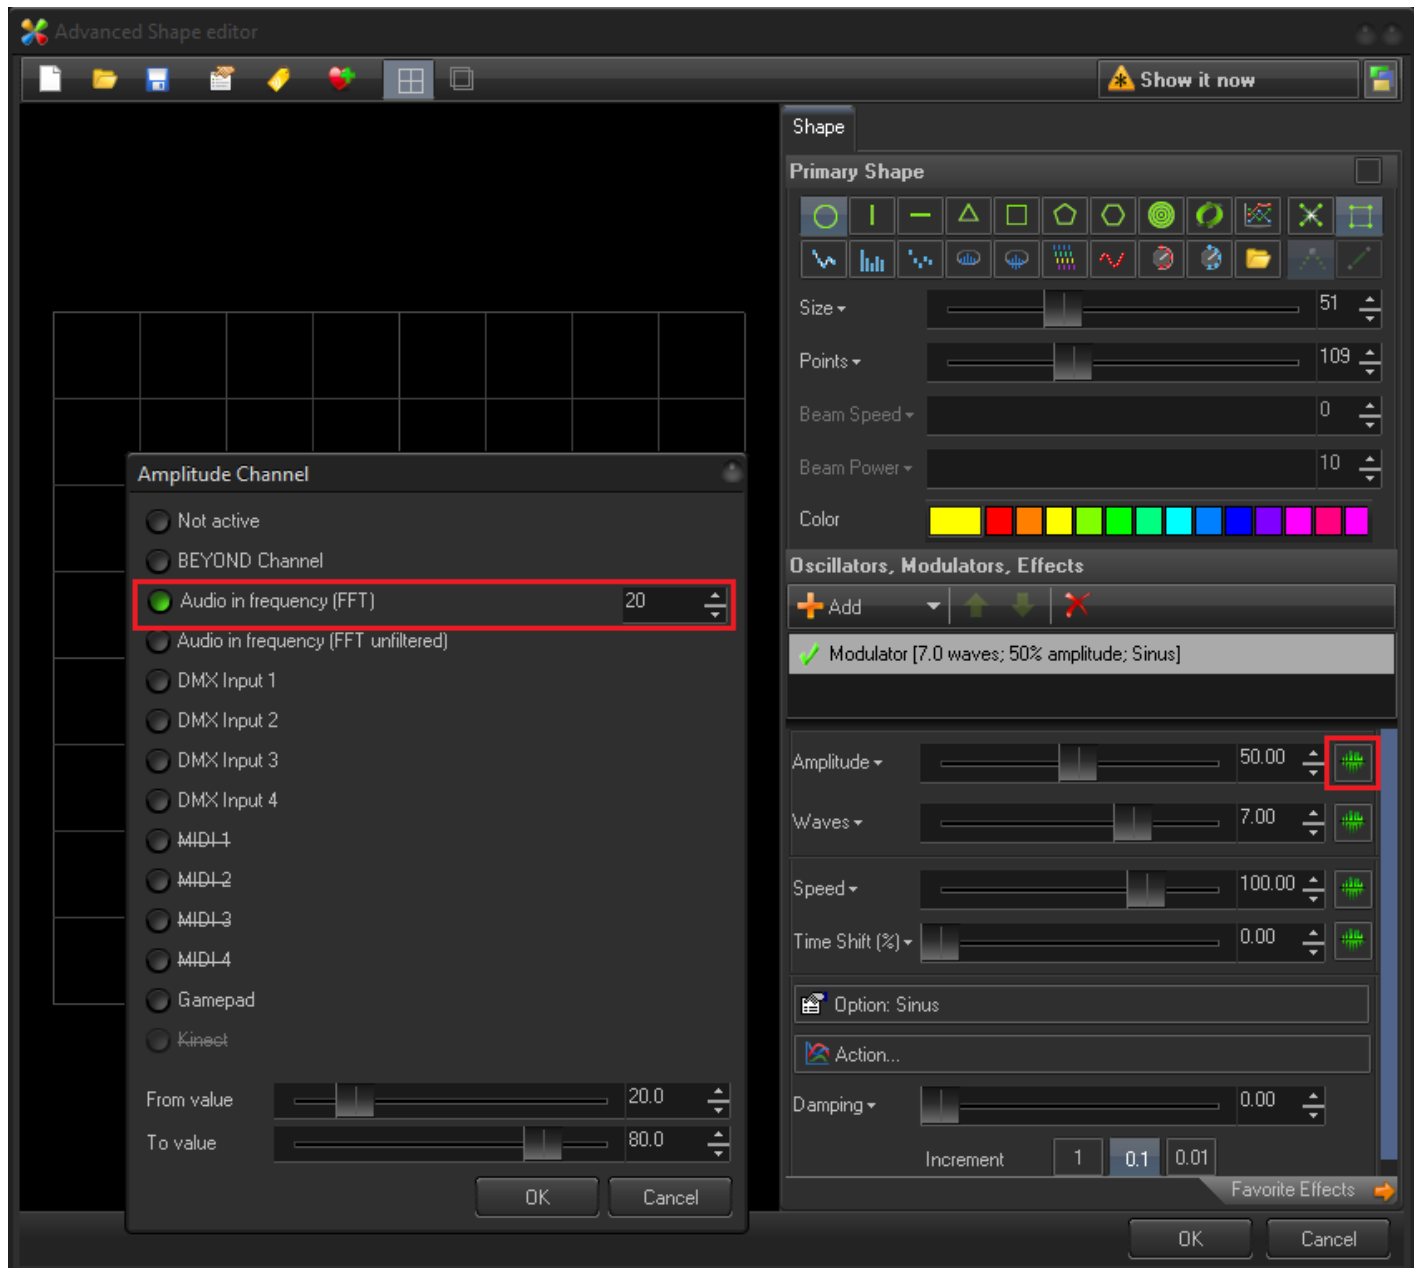 Advanced Shape editor
Show it now
Shape
Primary Shape
Size
51
Points
109
Beam Speed
0
Beam Power
10
Color
Oscillators, Modulators, Effects
Add
Modulator [7.0 waves; 50% amplitude; Sinus]
Amplitude
50.00
Waves
7.00
Speed
100.00
Time Shift (%)
0.00
Option: Sinus
Action...
Damping
0.00
Increment
1
0.1
0.01
Favorite Effects
OK
Cancel
Amplitude Channel
Not active
BEYOND Channel
Audio in frequency (FFT)
20
Audio in frequency (FFT unfiltered)
DMX Input 1
DMX Input 2
DMX Input 3
DMX Input 4
MIDI 1
MIDI 2
MIDI 3
MIDI 4
Gamepad
Kinect
From value
20.0
To value
80.0
OK
Cancel